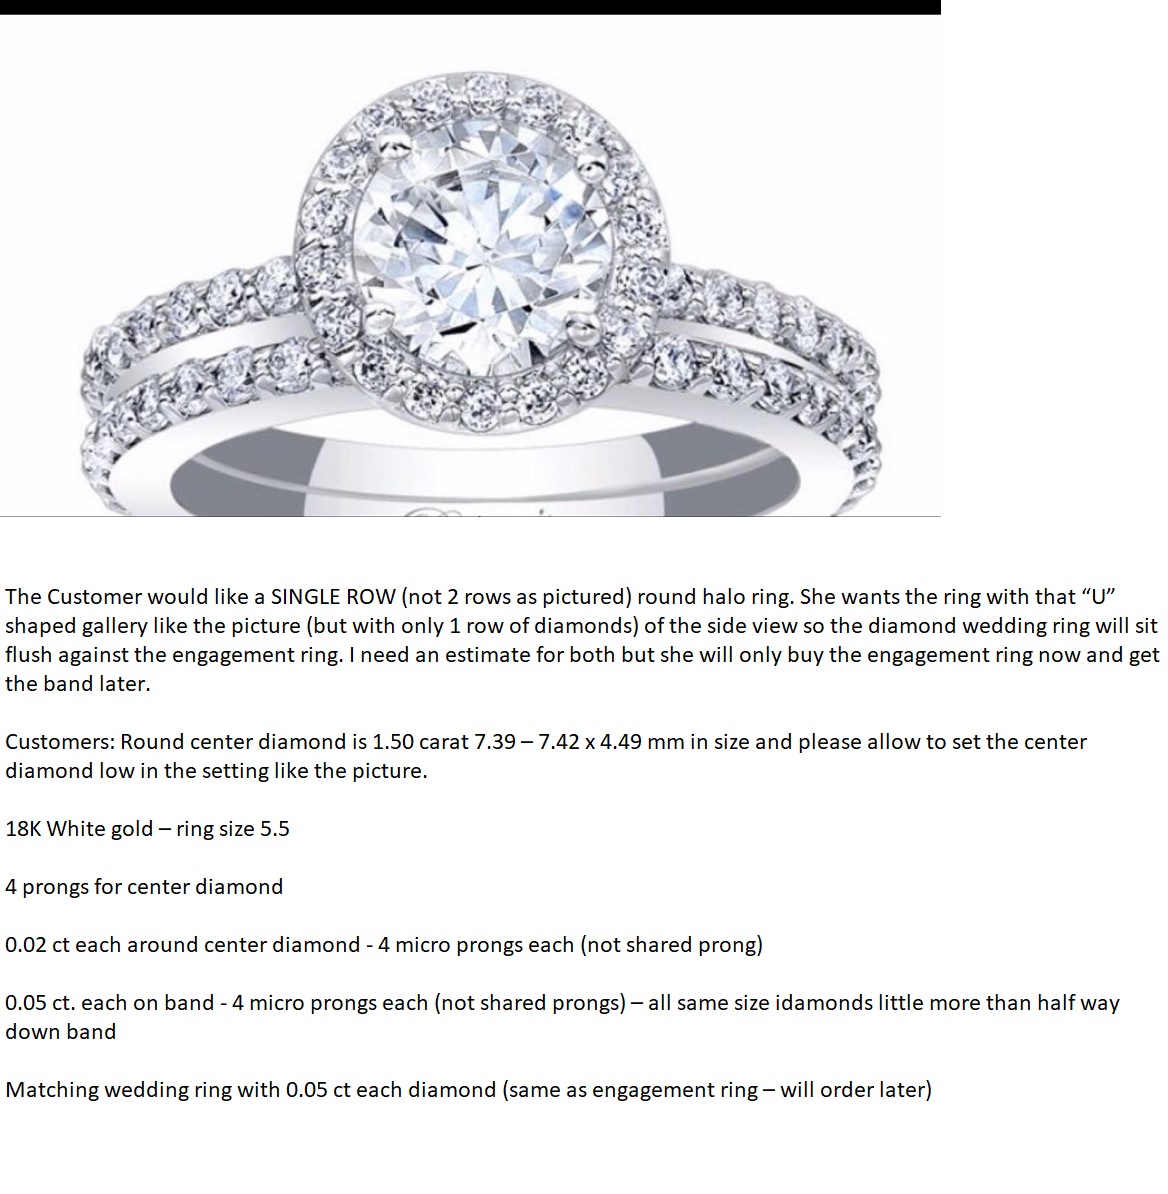 The Customer would like a SINGLE ROW (not 2 rows as pictured) round halo ring. She wants the ring with that “U”
shaped gallery like the picture (but with only 1 row of diamonds) of the side view so the diamond wedding ring will sit
flush against the engagement ring. I need an estimate for both but she will only buy the engagement ring now and get
the band later.
Customers: Round center diamond is 1.50 carat 7.39 – 7.42 x 4.49 mm in size and please allow to set the center
diamond low in the setting like the picture.
18K White gold – ring size 5.5
4 prongs for center diamond
0.02 ct each around center diamond - 4 micro prongs each (not shared prong)
0.05 ct. each on band - 4 micro prongs each (not shared prongs) – all same size idamonds little more than half way
down band
Matching wedding ring with 0.05 ct each diamond (same as engagement ring – will order later)